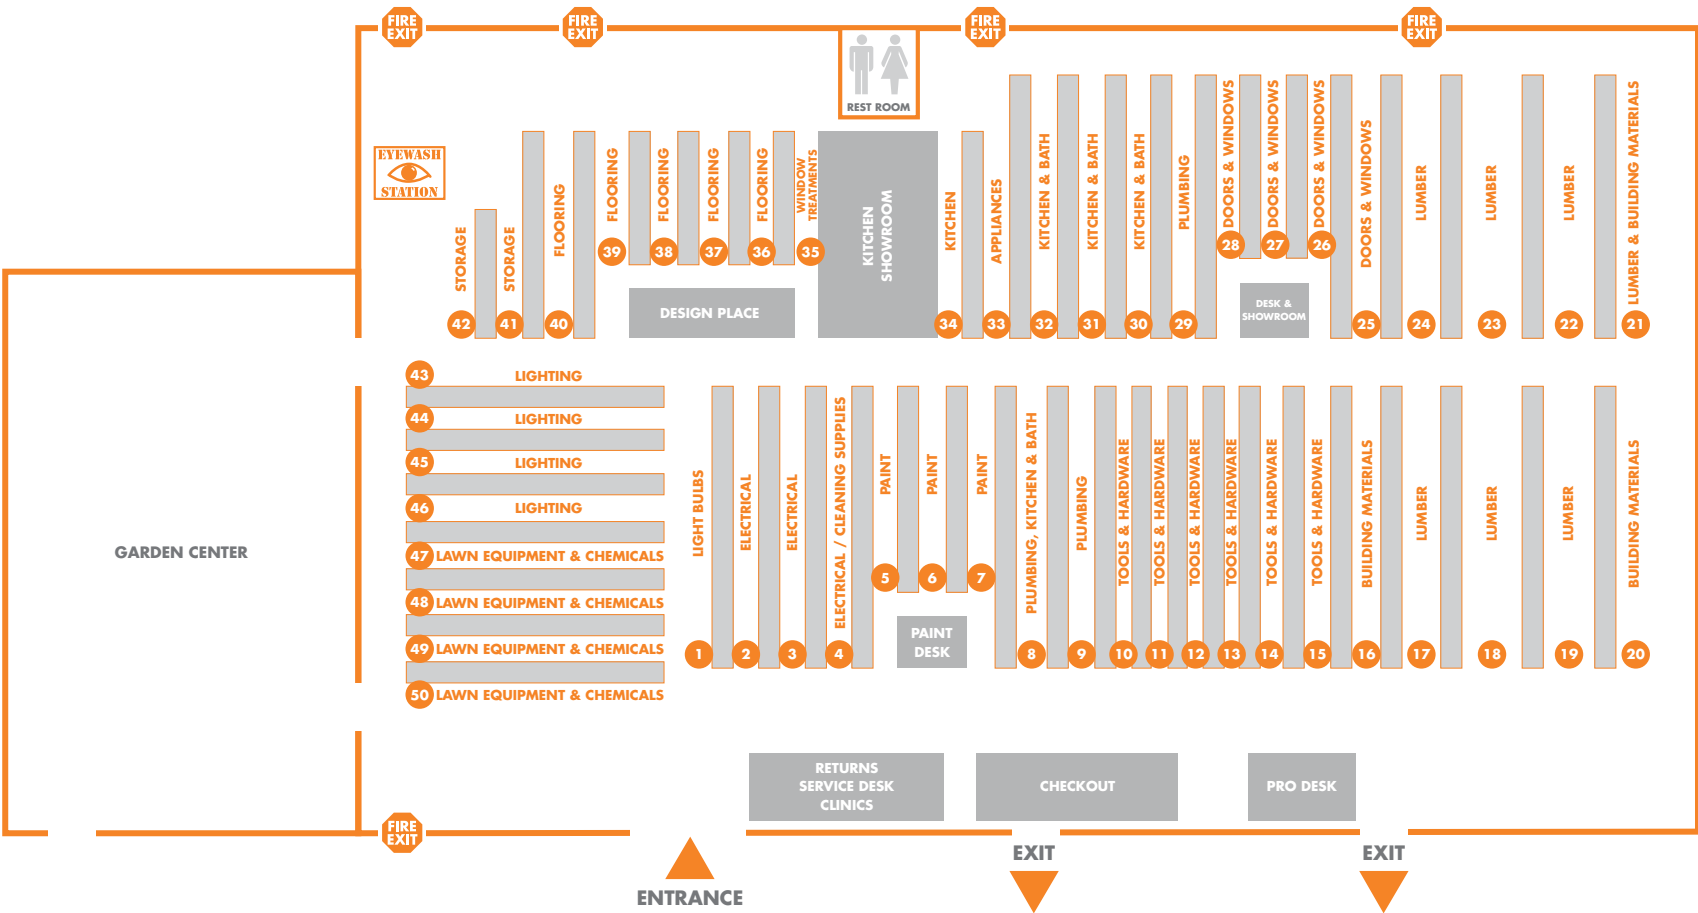 FIRE
EXIT
FIRE
EXIT
FIRE
EXIT
FIRE
EXIT
REST ROOM
EYEWASH
STATION
STORAGE
42
STORAGE
41
FLOORING
40
FLOORING
39
FLOORING
38
FLOORING
37
FLOORING
36
WINDOW
TREATMENTS
35
DESIGN PLACE
KITCHEN
SHOWROOM
KITCHEN
34
APPLIANCES
33
KITCHEN & BATH
32
KITCHEN & BATH
31
KITCHEN & BATH
30
PLUMBING
29
DOORS & WINDOWS
28
DOORS & WINDOWS
27
DOORS & WINDOWS
26
DESK &
SHOWROOM
DOORS & WINDOWS
25
LUMBER
24
LUMBER
23
LUMBER
22
LUMBER & BUILDING MATERIALS
21
43 LIGHTING
44 LIGHTING
45 LIGHTING
46 LIGHTING
47 LAWN EQUIPMENT & CHEMICALS
48 LAWN EQUIPMENT & CHEMICALS
49 LAWN EQUIPMENT & CHEMICALS
50 LAWN EQUIPMENT & CHEMICALS
GARDEN CENTER
LIGHT BULBS
1
ELECTRICAL
2
ELECTRICAL
3
ELECTRICAL / CLEANING SUPPLIES
4
PAINT
5
PAINT
6
PAINT
7
PAINT
DESK
PLUMBING, KITCHEN & BATH
8
PLUMBING
9
TOOLS & HARDWARE
10
TOOLS & HARDWARE
11
TOOLS & HARDWARE
12
TOOLS & HARDWARE
13
TOOLS & HARDWARE
14
TOOLS & HARDWARE
15
BUILDING MATERIALS
16
LUMBER
17
LUMBER
18
LUMBER
19
BUILDING MATERIALS
20
RETURNS
SERVICE DESK
CLINICS
CHECKOUT
PRO DESK
FIRE
EXIT
ENTRANCE
EXIT
EXIT